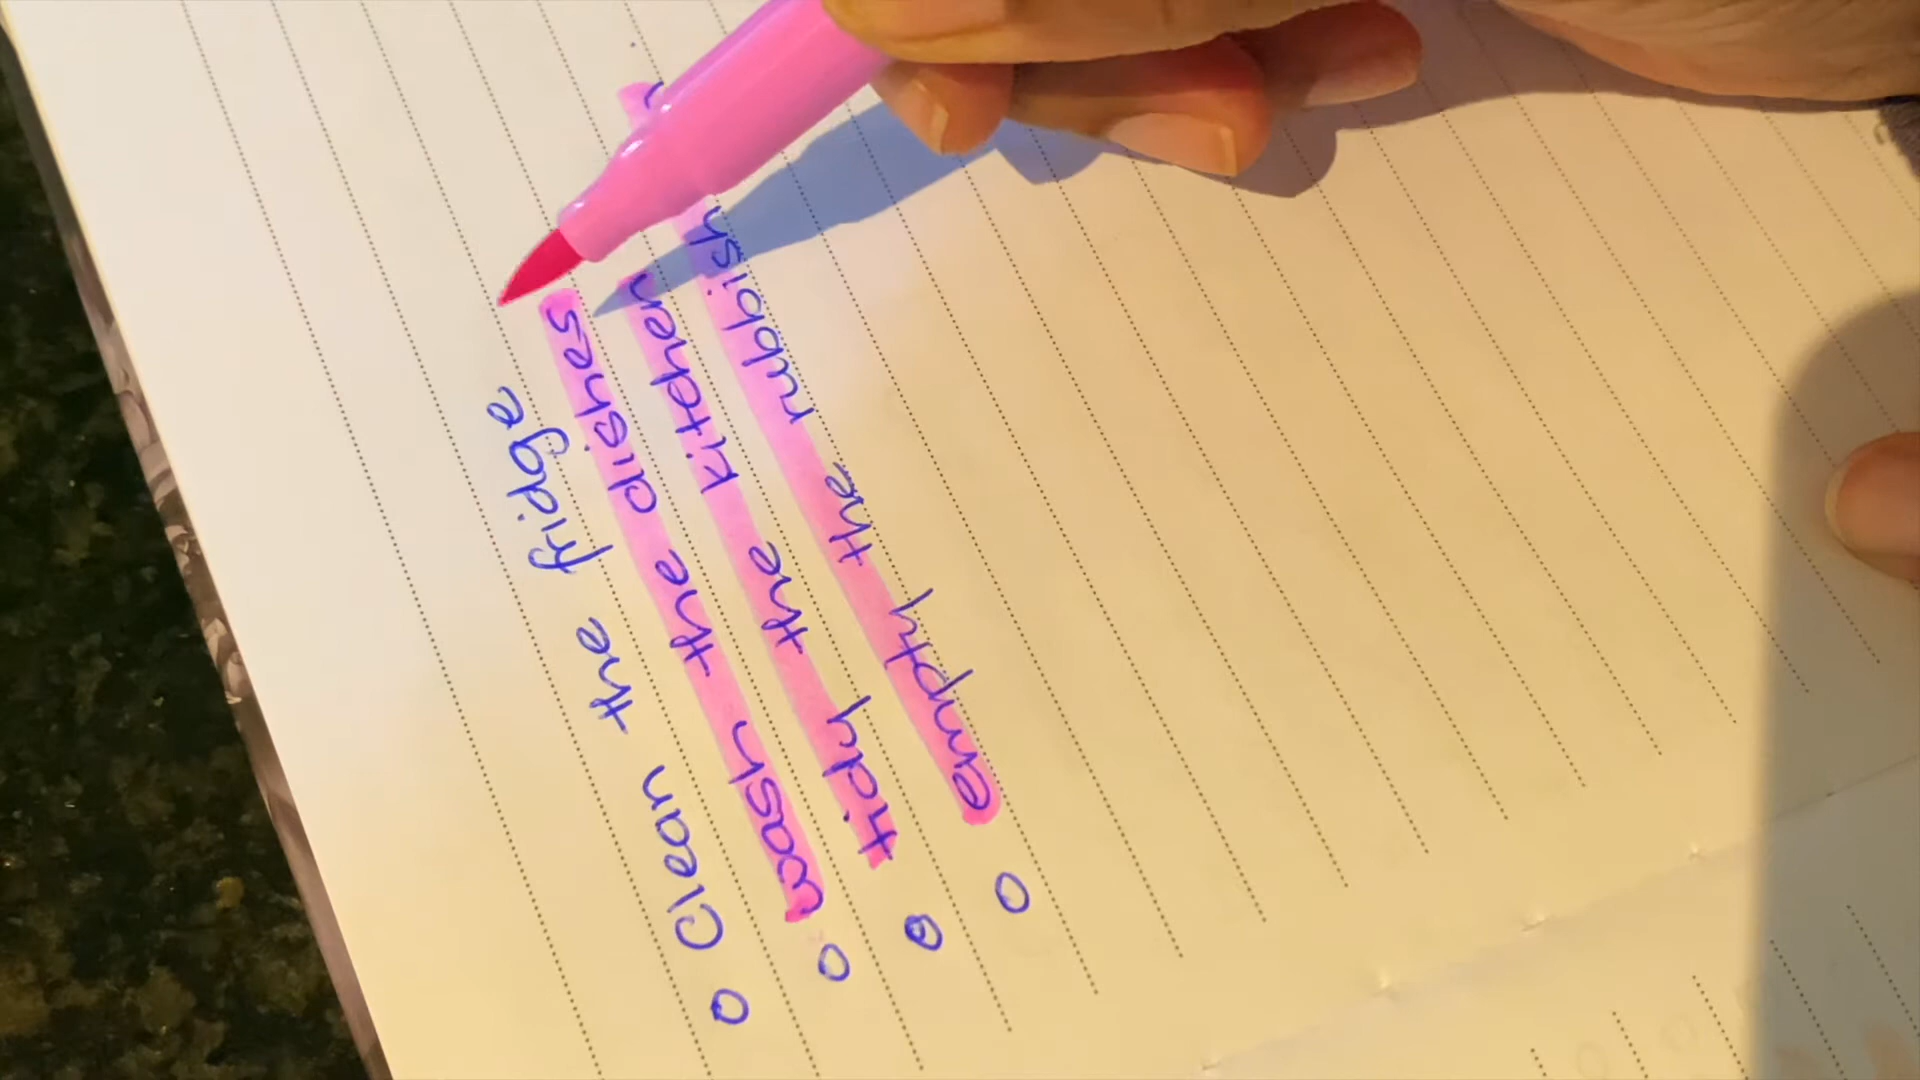 Clean the fridge
wash the dishes
tidy the kitchen
empty the rubbish